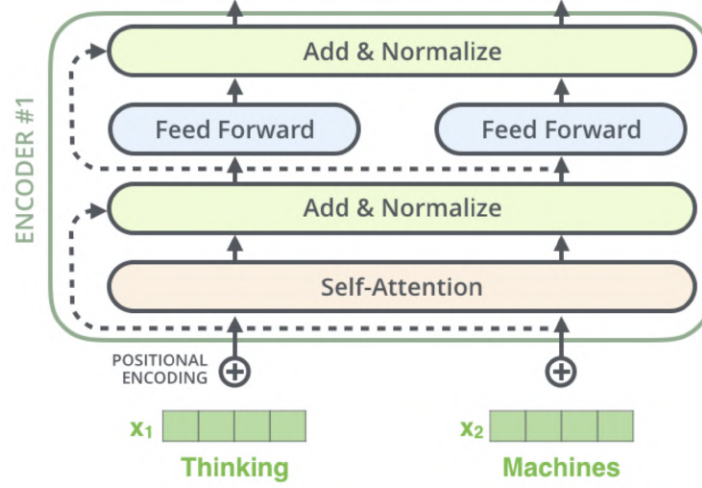 ENCODER #1
Add & Normalize
Feed Forward Feed Forward
Add & Normalize
Self-Attention
POSITIONAL
ENCODING
x₁ x₂
Thinking Machines